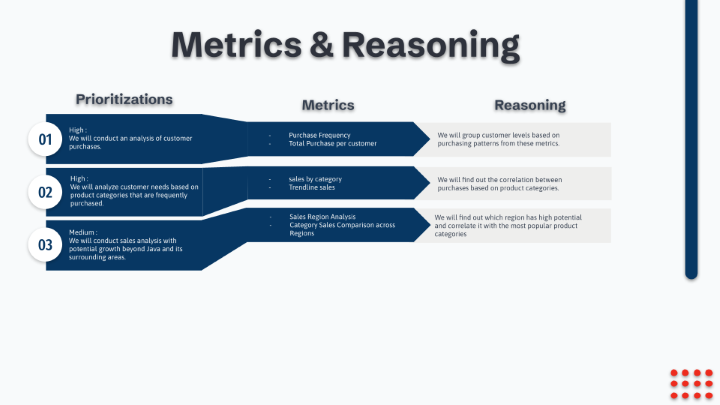 Metrics & Reasoning
Prioritizations
Metrics
Reasoning
01
High :
We will conduct an analysis of customer
purchases.
- Purchase Frequency
- Total Purchase per customer
We will group customer levels based on
purchasing patterns from these metrics.
02
High :
We will analyze customer needs based on
product categories that are frequently
purchased.
- sales by category
- Trendline sales
We will find out the correlation between
purchases based on product categories.
03
Medium :
We will conduct sales analysis with
potential growth beyond Java and its
surrounding areas.
- Sales Region Analysis
- Category Sales Comparison across
Regions
We will find out which region has high potential
and correlate it with the most popular product
categories